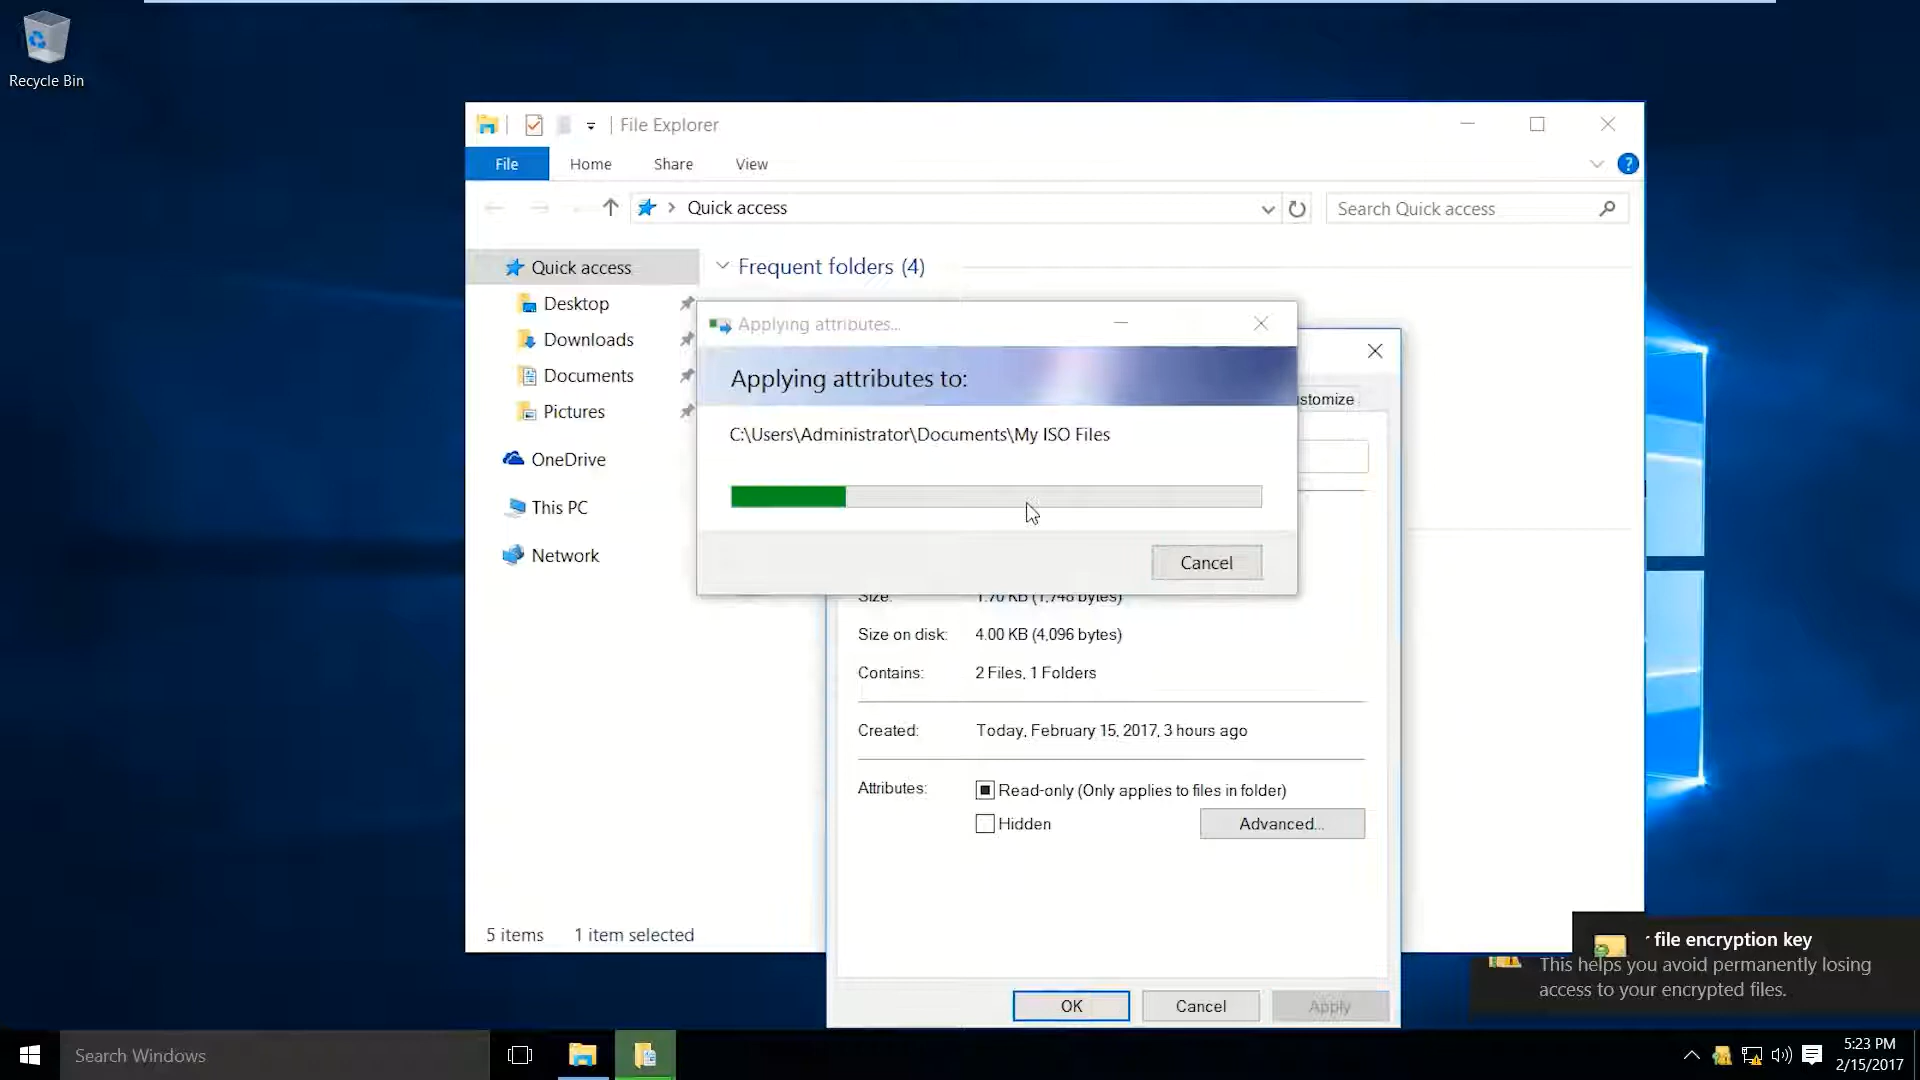 Recycle Bin
File Explorer
File Home Share View
Quick access
Search Quick access
Quick access
Desktop
Downloads
Documents
Pictures
OneDrive
This PC
Network
Frequent folders (4)
Applying attributes...
Applying attributes to:
C:\Users\Administrator\Documents\My ISO Files
Cancel
stomize
Size: 1.70 KB (1,748 bytes)
Size on disk: 4.00 KB (4,096 bytes)
Contains: 2 Files, 1 Folders
Created: Today, February 15, 2017, 3 hours ago
Attributes: Read-only (Only applies to files in folder)
Hidden
Advanced...
OK Cancel Apply
5 items 1 item selected
file encryption key
This helps you avoid permanently losing
access to your encrypted files.
Search Windows
5:23 PM
2/15/2017